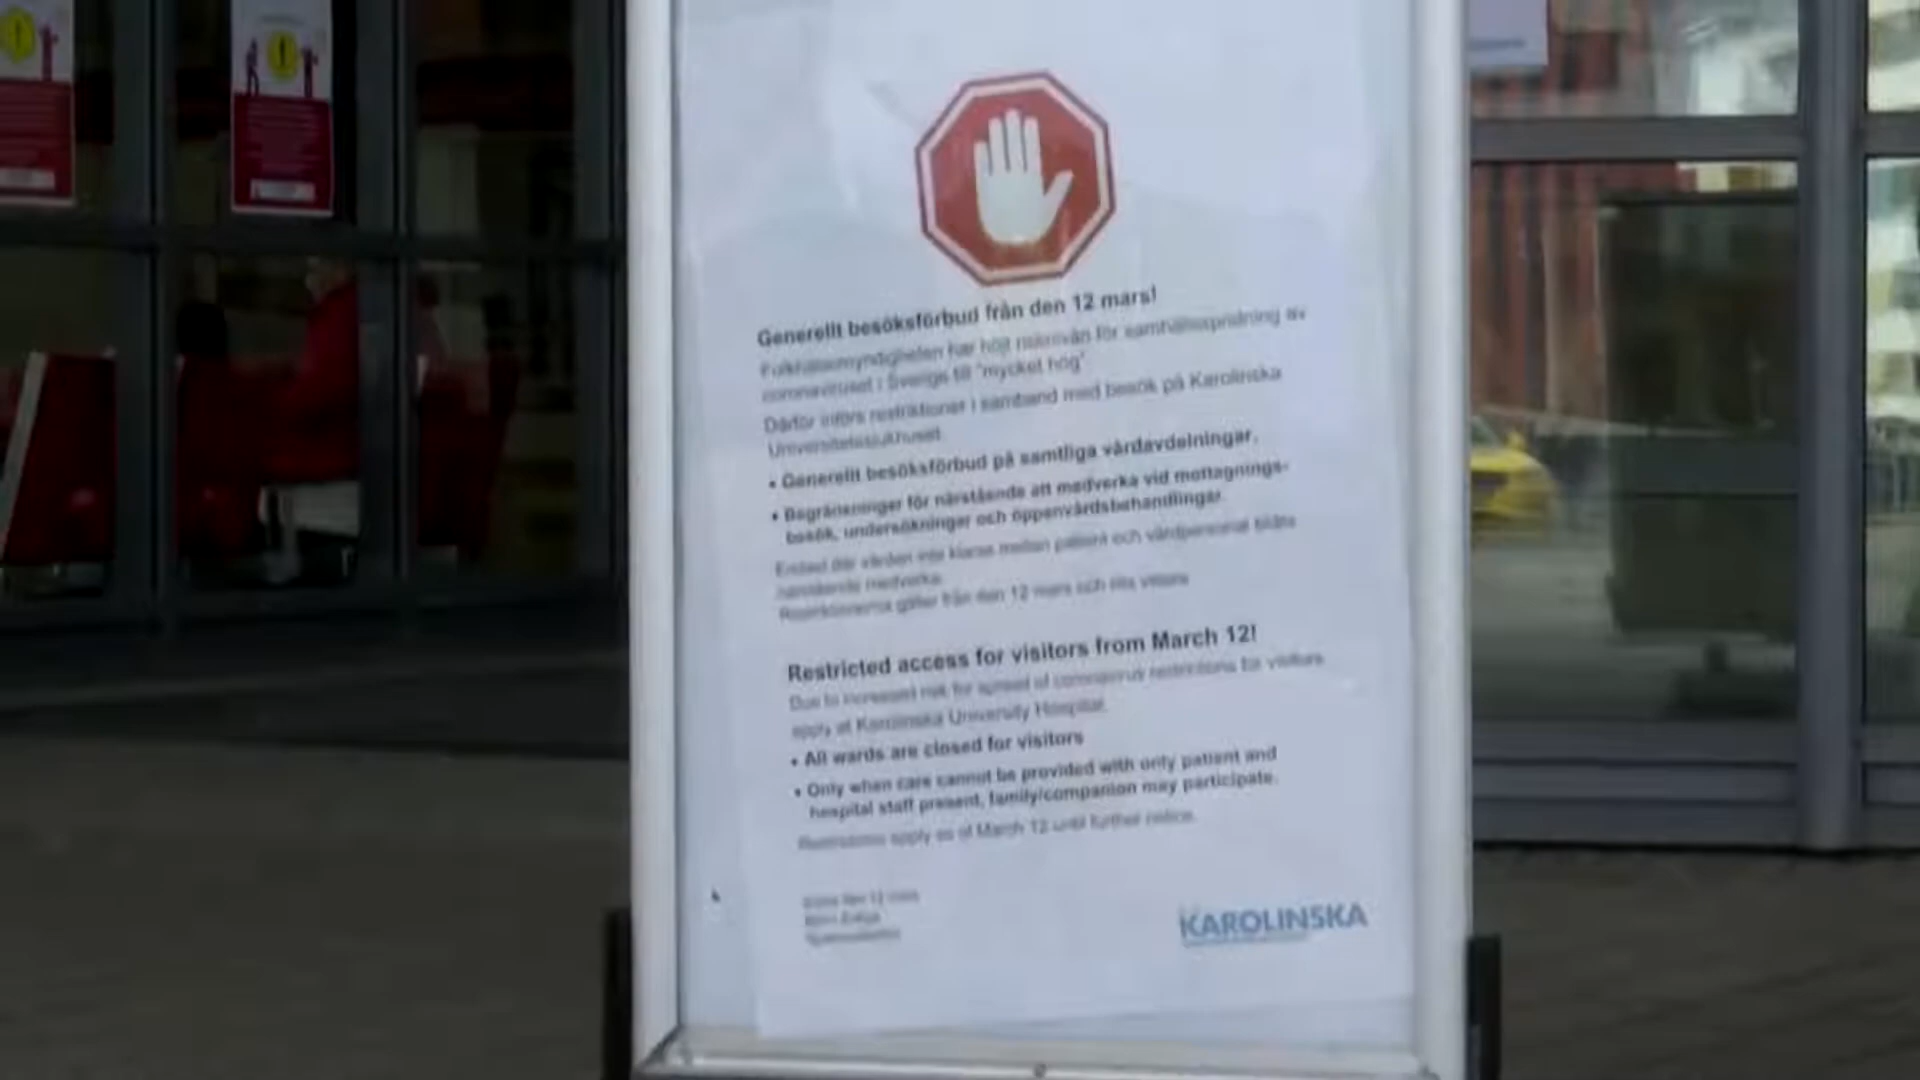 Generellt besöksförbud från den 12 mars!
Folkhälsomyndigheten har höjt risknivån för samhällsspridning av
coronaviruset i Sverige till "mycket hög"
Därför införs restriktioner i samband med besök på Karolinska
Universitetssjukhuset.
• Generellt besöksförbud på samtliga vårdavdelningar.
• Begränsningar för närstående att medverka vid mottagnings-
besök, undersökningar och öppenvårdsbehandlingar.
Endast där vården inte klaras mellan patient och vårdpersonal tillåts
närstående medverka.
Restriktionerna gäller från den 12 mars och tills vidare
Restricted access for visitors from March 12!
Due to increased risk for spread of coronavirus restrictions for visitors
apply at Karolinska University Hospital.
• All wards are closed for visitors
• Only when care cannot be provided with only patient and
hospital staff present, family/companion may participate.
Restrictions apply as of March 12 until further notice.
KAROLINSKA